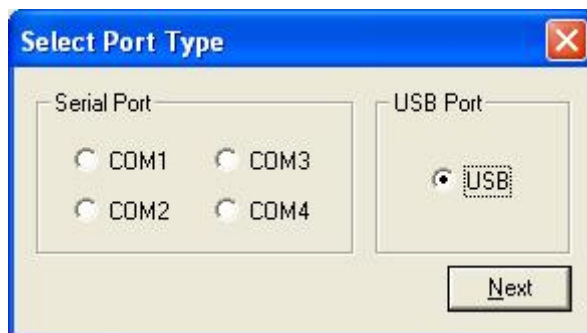 Select Port Type
Serial Port
USB Port
COM1
COM3
USB
COM2
COM4
Next